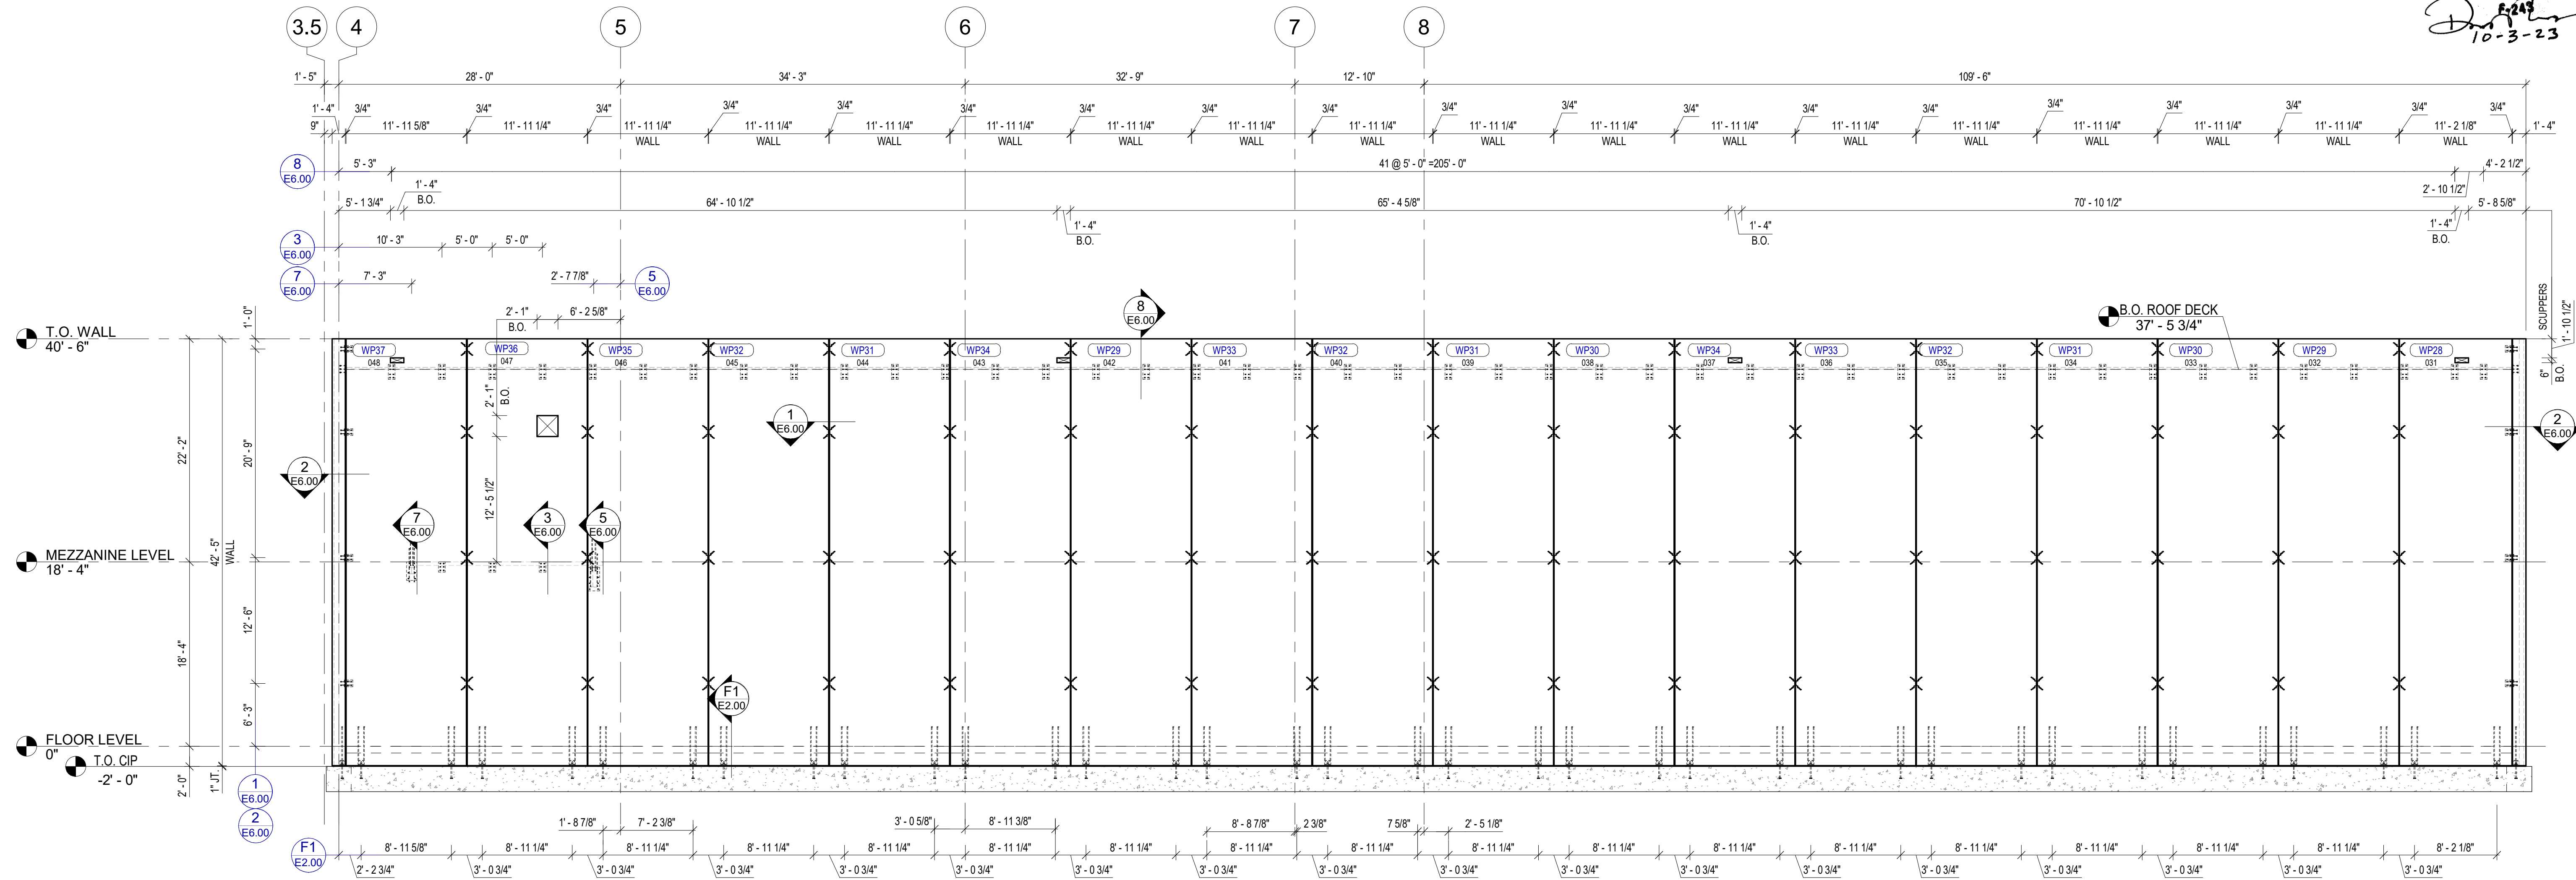 F-243
10-3-23
3.5 4 5 6 7 8
1' - 5" 28' - 0" 34' - 3" 32' - 9" 12' - 10" 109' - 6"
1' - 4" 3/4" 3/4" 3/4" 3/4" 3/4" 3/4" 3/4" 3/4" 3/4" 3/4" 3/4" 3/4" 3/4" 3/4" 3/4" 3/4" 3/4" 3/4" 3/4"
9" 11' - 11 5/8" 11' - 11 1/4" 11' - 11 1/4" 11' - 11 1/4" 11' - 11 1/4" 11' - 11 1/4" 11' - 11 1/4" 11' - 11 1/4" 11' - 11 1/4" 11' - 11 1/4" 11' - 11 1/4" 11' - 11 1/4" 11' - 11 1/4" 11' - 11 1/4" 11' - 11 1/4" 11' - 11 1/4" 11' - 11 1/4" 11' - 2 1/8" 1' - 4"
WALL WALL WALL WALL WALL WALL WALL WALL WALL WALL WALL WALL WALL WALL WALL WALL
8
E6.00
5' - 3" 41 @ 5' - 0" =205' - 0" 4' - 2 1/2"
2' - 10 1/2"
1' - 4"
B.O.
5' - 1 3/4" 64' - 10 1/2" 65' - 4 5/8" 70' - 10 1/2" 5' - 8 5/8"
1' - 4" 1' - 4" 1' - 4"
B.O. B.O. B.O.
3
E6.00
10' - 3" 5' - 0" 5' - 0"
7
E6.00
7' - 3" 2' - 7 7/8"
5
E6.00
2' - 1" 6' - 2 5/8"
B.O.
8
E6.00
B.O. ROOF DECK
37' - 5 3/4"
SCUPPERS
1' - 10 1/2"
6"
B.O.
1' - 0"
T.O. WALL
40' - 6"
WP37 WP36 WP35 WP32 WP31 WP34 WP29 WP33 WP32 WP31 WP30 WP34 WP33 WP32 WP31 WP30 WP29 WP28
048 047 046 045 044 043 042 041 040 039 038 037 036 035 034 033 032 031
2' - 1"
B.O.
1
E6.00
2
E6.00
2
E6.00
22' - 2"
20' - 9"
12' - 5 1/2"
7
E6.00
3
E6.00
5
E6.00
42' - 5"
WALL
MEZZANINE LEVEL
18' - 4"
18' - 4"
12' - 6"
6' - 3"
F1
E2.00
FLOOR LEVEL
0"
T.O. CIP
-2' - 0"
2' - 0"
1" JT.
1
E6.00
2
E6.00
1' - 8 7/8" 7' - 2 3/8" 3' - 0 5/8" 8' - 11 3/8" 8' - 8 7/8" 2 3/8" 7 5/8" 2' - 5 1/8"
F1
E2.00
8' - 11 5/8" 8' - 11 1/4" 8' - 11 1/4" 8' - 11 1/4" 8' - 11 1/4" 8' - 11 1/4" 8' - 11 1/4" 8' - 11 1/4" 8' - 11 1/4" 8' - 11 1/4" 8' - 11 1/4" 8' - 11 1/4" 8' - 11 1/4" 8' - 11 1/4" 8' - 11 1/4" 8' - 11 1/4" 8' - 11 1/4" 8' - 2 1/8"
2' - 2 3/4" 3' - 0 3/4" 3' - 0 3/4" 3' - 0 3/4" 3' - 0 3/4" 3' - 0 3/4" 3' - 0 3/4" 3' - 0 3/4" 3' - 0 3/4" 3' - 0 3/4" 3' - 0 3/4" 3' - 0 3/4" 3' - 0 3/4" 3' - 0 3/4" 3' - 0 3/4" 3' - 0 3/4" 3' - 0 3/4" 3' - 0 3/4"